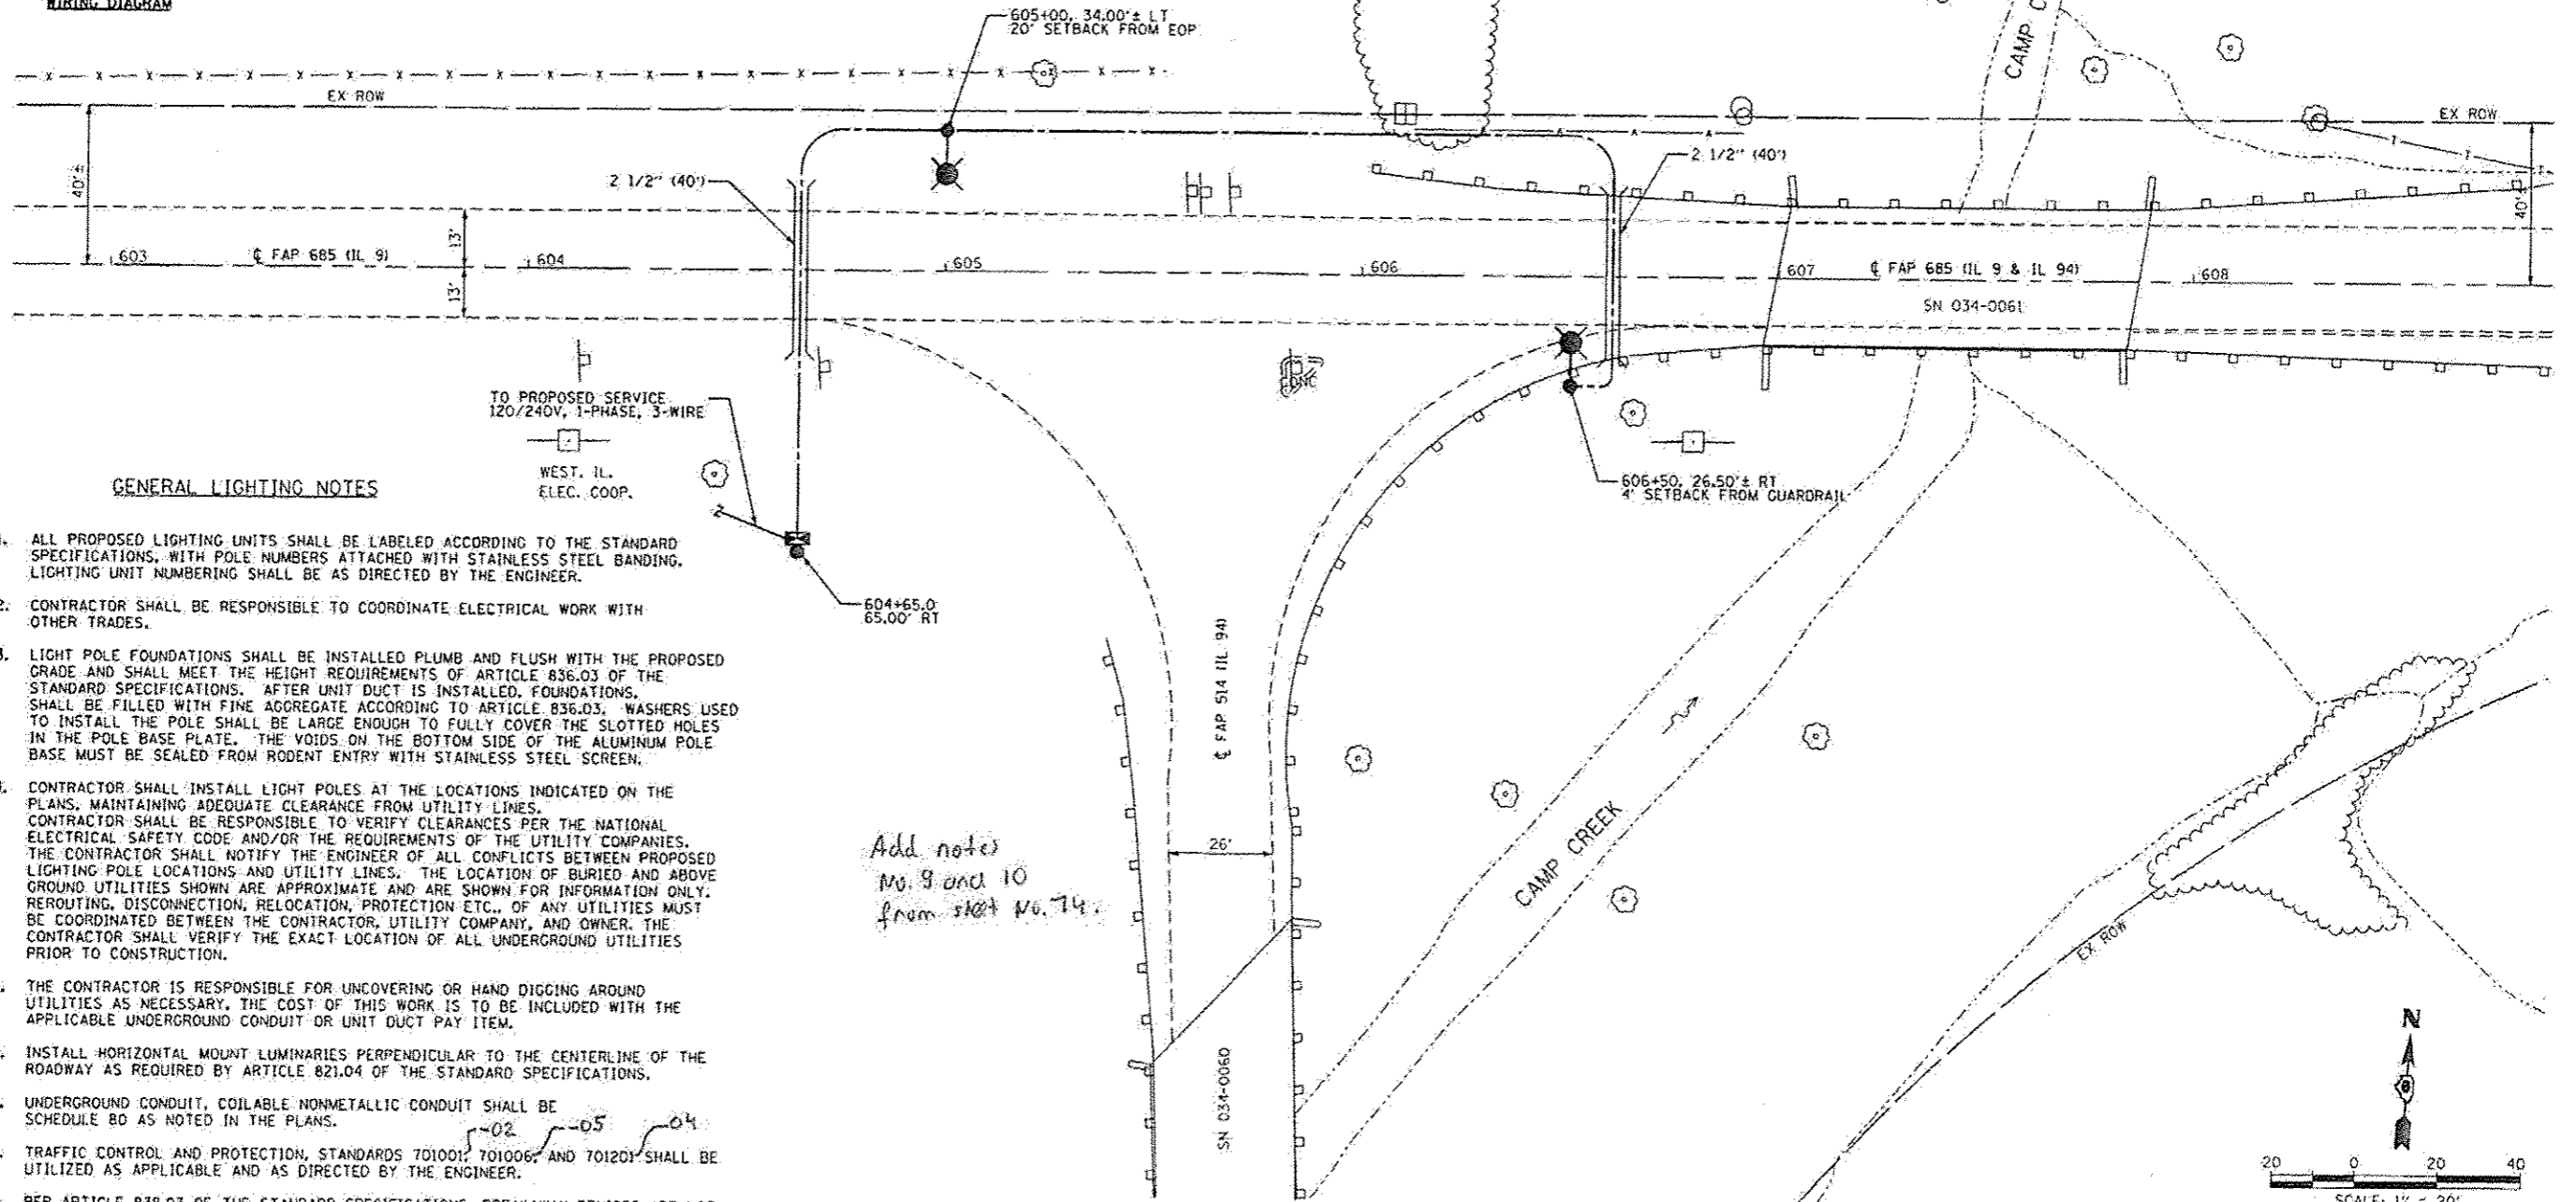 WIRING DIAGRAM
605+00, 34.00'± LT
20' SETBACK FROM EOP
EX ROW
EX ROW
CAMP C
2 1/2" (40')
2 1/2" (40')
40'±
40'
13'
13'
603
℄ FAP 685 (IL 9)
604
605
606
607
℄ FAP 685 (IL 9 & IL 94)
608
SN 034-0061
CONC
TO PROPOSED SERVICE
120/240V, 1-PHASE, 3-WIRE
WEST. IL.
ELEC. COOP.
606+50, 26.50'± RT
4' SETBACK FROM GUARDRAIL
604+65.0
65.00' RT
GENERAL LIGHTING NOTES
ALL PROPOSED LIGHTING UNITS SHALL BE LABELED ACCORDING TO THE STANDARD
SPECIFICATIONS, WITH POLE NUMBERS ATTACHED WITH STAINLESS STEEL BANDING.
LIGHTING UNIT NUMBERING SHALL BE AS DIRECTED BY THE ENGINEER.
2. CONTRACTOR SHALL BE RESPONSIBLE TO COORDINATE ELECTRICAL WORK WITH
OTHER TRADES.
3. LIGHT POLE FOUNDATIONS SHALL BE INSTALLED PLUMB AND FLUSH WITH THE PROPOSED
GRADE AND SHALL MEET THE HEIGHT REQUIREMENTS OF ARTICLE 836.03 OF THE
STANDARD SPECIFICATIONS. AFTER UNIT DUCT IS INSTALLED, FOUNDATIONS,
SHALL BE FILLED WITH FINE AGGREGATE ACCORDING TO ARTICLE 836.03. WASHERS USED
TO INSTALL THE POLE SHALL BE LARGE ENOUGH TO FULLY COVER THE SLOTTED HOLES
IN THE POLE BASE PLATE. THE VOIDS ON THE BOTTOM SIDE OF THE ALUMINUM POLE
BASE MUST BE SEALED FROM RODENT ENTRY WITH STAINLESS STEEL SCREEN.
CONTRACTOR SHALL INSTALL LIGHT POLES AT THE LOCATIONS INDICATED ON THE
PLANS, MAINTAINING ADEQUATE CLEARANCE FROM UTILITY LINES.
CONTRACTOR SHALL BE RESPONSIBLE TO VERIFY CLEARANCES PER THE NATIONAL
ELECTRICAL SAFETY CODE AND/OR THE REQUIREMENTS OF THE UTILITY COMPANIES.
THE CONTRACTOR SHALL NOTIFY THE ENGINEER OF ALL CONFLICTS BETWEEN PROPOSED
LIGHTING POLE LOCATIONS AND UTILITY LINES. THE LOCATION OF BURIED AND ABOVE
GROUND UTILITIES SHOWN ARE APPROXIMATE AND ARE SHOWN FOR INFORMATION ONLY.
REROUTING, DISCONNECTION, RELOCATION, PROTECTION ETC., OF ANY UTILITIES MUST
BE COORDINATED BETWEEN THE CONTRACTOR, UTILITY COMPANY, AND OWNER. THE
CONTRACTOR SHALL VERIFY THE EXACT LOCATION OF ALL UNDERGROUND UTILITIES
PRIOR TO CONSTRUCTION.
THE CONTRACTOR IS RESPONSIBLE FOR UNCOVERING OR HAND DIGGING AROUND
UTILITIES AS NECESSARY, THE COST OF THIS WORK IS TO BE INCLUDED WITH THE
APPLICABLE UNDERGROUND CONDUIT OR UNIT DUCT PAY ITEM.
INSTALL HORIZONTAL MOUNT LUMINARIES PERPENDICULAR TO THE CENTERLINE OF THE
ROADWAY AS REQUIRED BY ARTICLE 821.04 OF THE STANDARD SPECIFICATIONS.
UNDERGROUND CONDUIT, COILABLE NONMETALLIC CONDUIT SHALL BE
SCHEDULE 80 AS NOTED IN THE PLANS.
-02 -05 -04
TRAFFIC CONTROL AND PROTECTION, STANDARDS 701001, 701006, AND 701201 SHALL BE
UTILIZED AS APPLICABLE AND AS DIRECTED BY THE ENGINEER.
Add notes
No. 9 and 10
from sheet No. 74.
℄ FAP 514 (IL 94)
26'
SN 034-0060
CAMP CREEK
EX ROW
N
20 0 20 40
SCALE: 1" = 20'